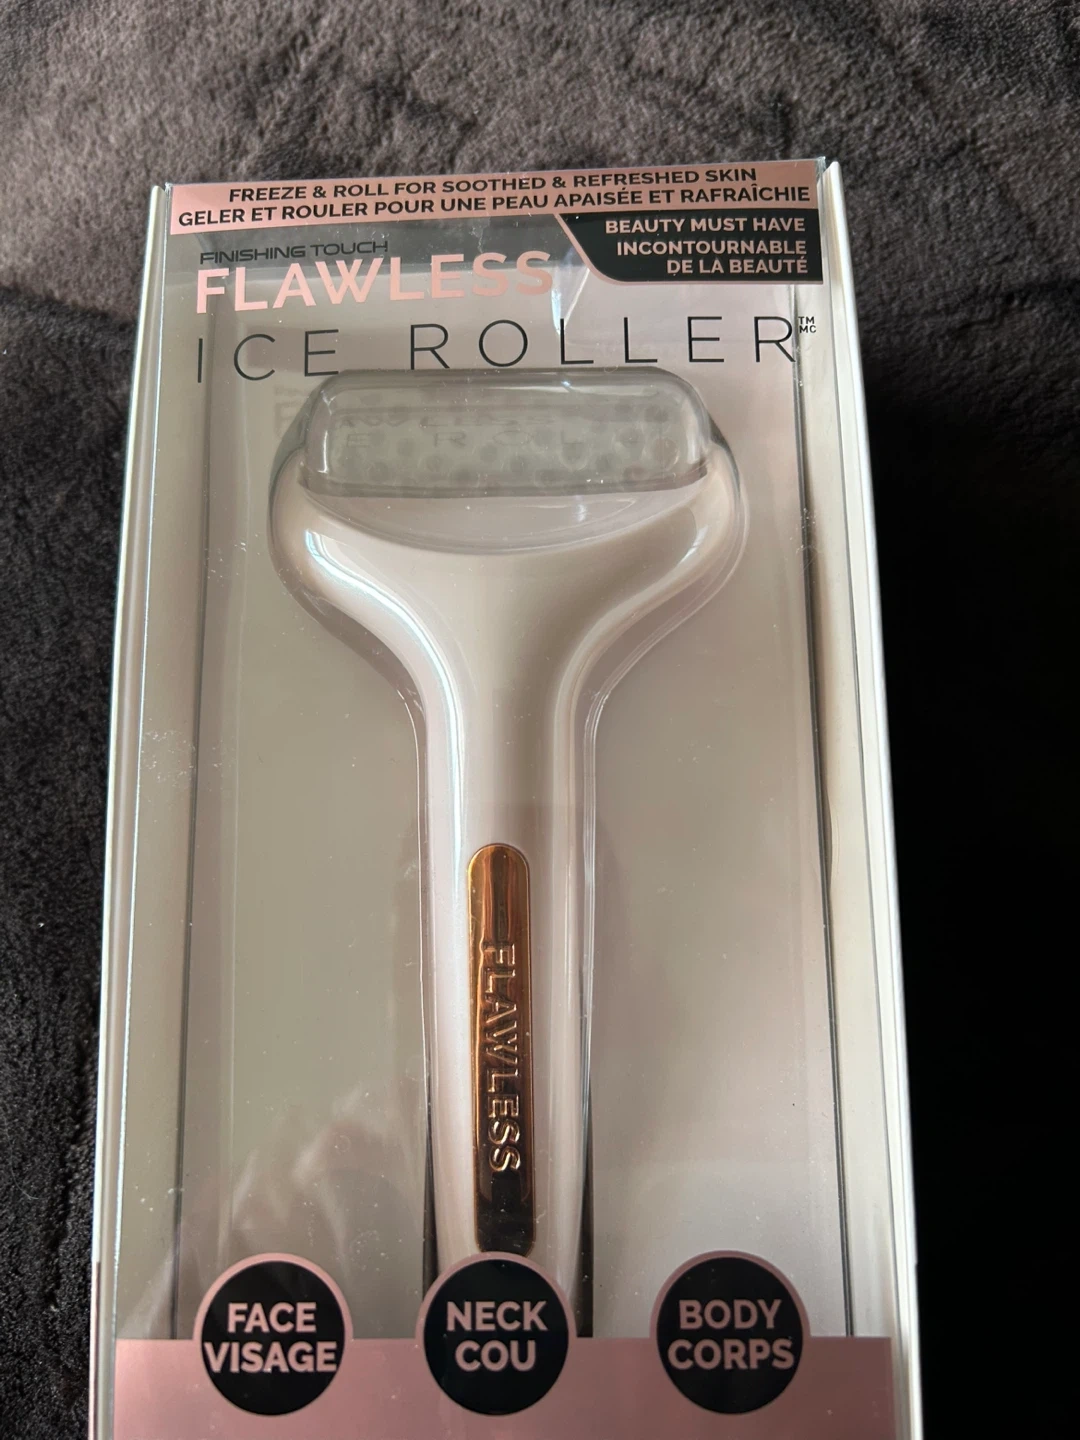 FREEZE & ROLL FOR SOOTHED & REFRESHED SKIN
GELER ET ROULER POUR UNE PEAU APAISÉE ET RAFRAÎCHIE
BEAUTY MUST HAVE
INCONTOURNABLE
DE LA BEAUTÉ
FINISHING TOUCH
FLAWLESS
ICE ROLLER TM
MC
FLAWLESS
FACE
VISAGE
NECK
COU
BODY
CORPS